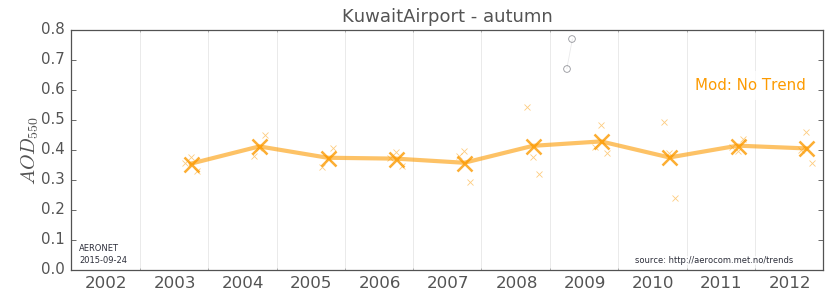 KuwaitAirport - autumn
0.8
0.7
0.6
0.5
0.4
0.3
0.2
0.1
0.0
AOD550
Mod: No Trend
AERONET
2015-09-24
source: http://aerocom.met.no/trends
2002 2003 2004 2005 2006 2007 2008 2009 2010 2011 2012